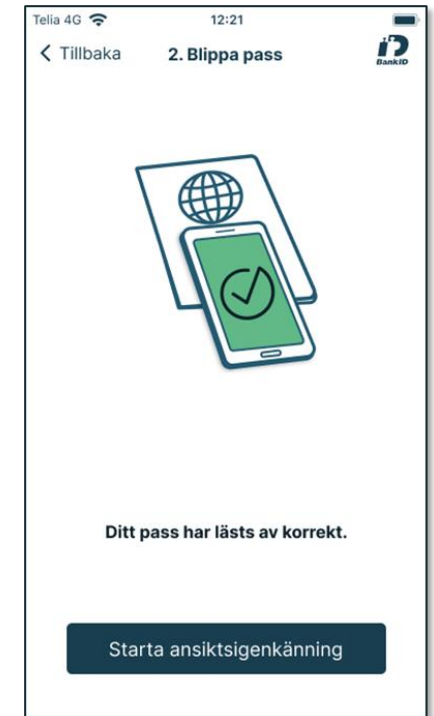 Telia 4G 12:21
Tillbaka 2. Blippa pass BankID
Ditt pass har lästs av korrekt.
Starta ansiktsigenkänning